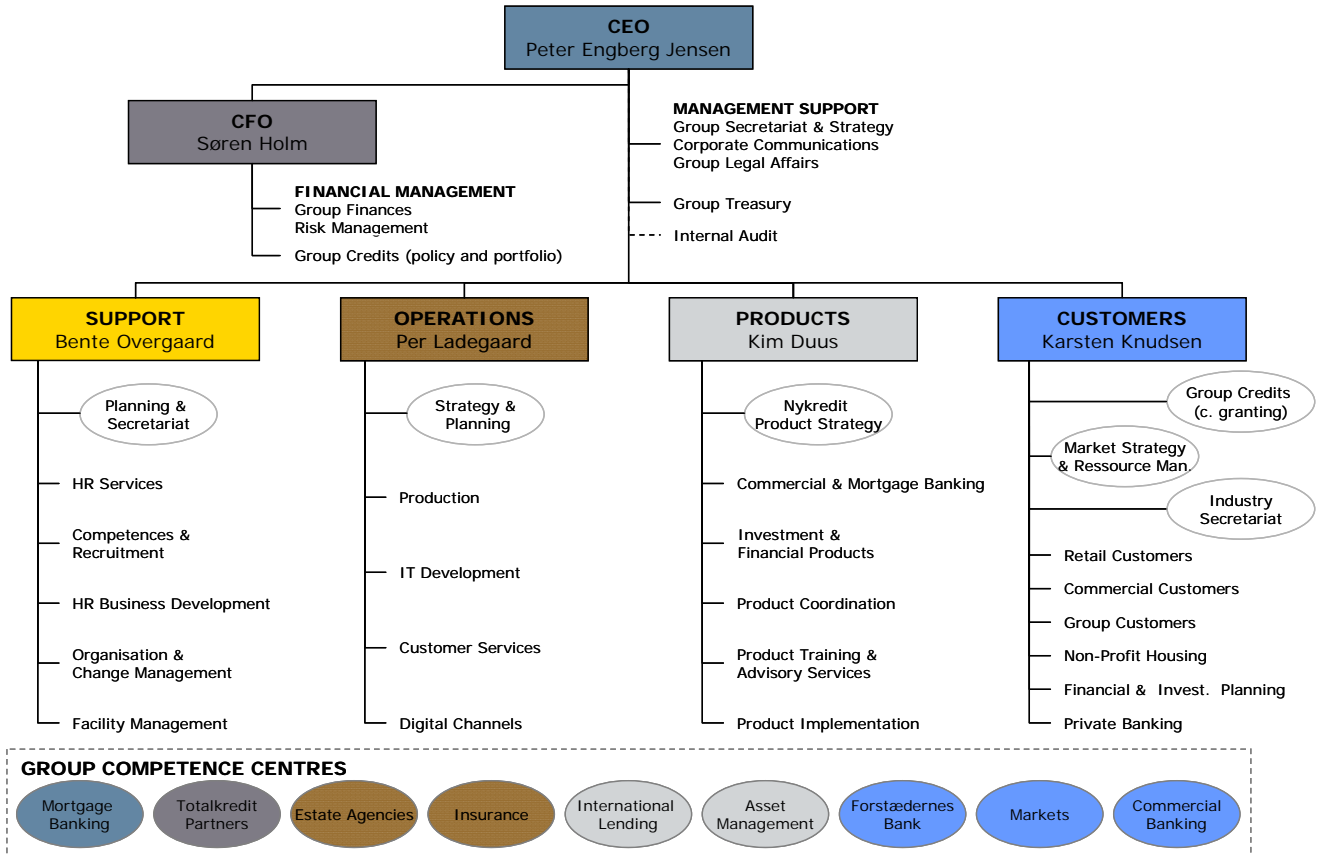 CEO
Peter Engberg Jensen
CFO
Søren Holm
MANAGEMENT SUPPORT
Group Secretariat & Strategy
Corporate Communications
Group Legal Affairs
Group Treasury
Internal Audit
FINANCIAL MANAGEMENT
Group Finances
Risk Management
Group Credits (policy and portfolio)
SUPPORT
Bente Overgaard
Planning &
Secretariat
HR Services
Competences &
Recruitment
HR Business Development
Organisation &
Change Management
Facility Management
OPERATIONS
Per Ladegaard
Strategy &
Planning
Production
IT Development
Customer Services
Digital Channels
PRODUCTS
Kim Duus
Nykredit
Product Strategy
Commercial & Mortgage Banking
Investment &
Financial Products
Product Coordination
Product Training &
Advisory Services
Product Implementation
CUSTOMERS
Karsten Knudsen
Group Credits
(c. granting)
Market Strategy
& Ressource Man.
Industry
Secretariat
Retail Customers
Commercial Customers
Group Customers
Non-Profit Housing
Financial & Invest. Planning
Private Banking
GROUP COMPETENCE CENTRES
Mortgage
Banking
Totalkredit
Partners
Estate Agencies
Insurance
International
Lending
Asset
Management
Forstædernes
Bank
Markets
Commercial
Banking